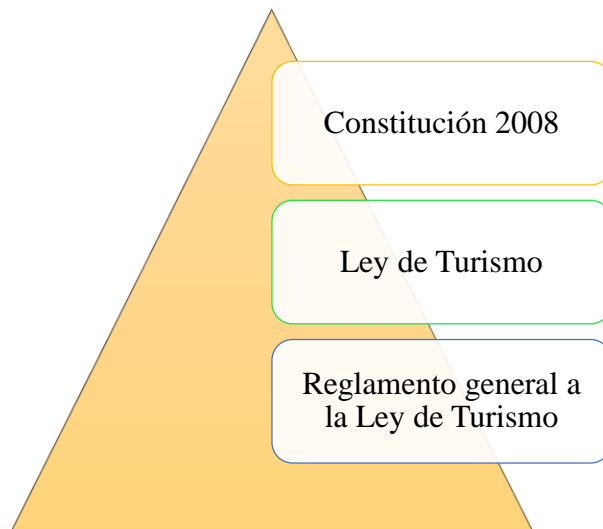 Constitución 2008
Ley de Turismo
Reglamento general a
la Ley de Turismo